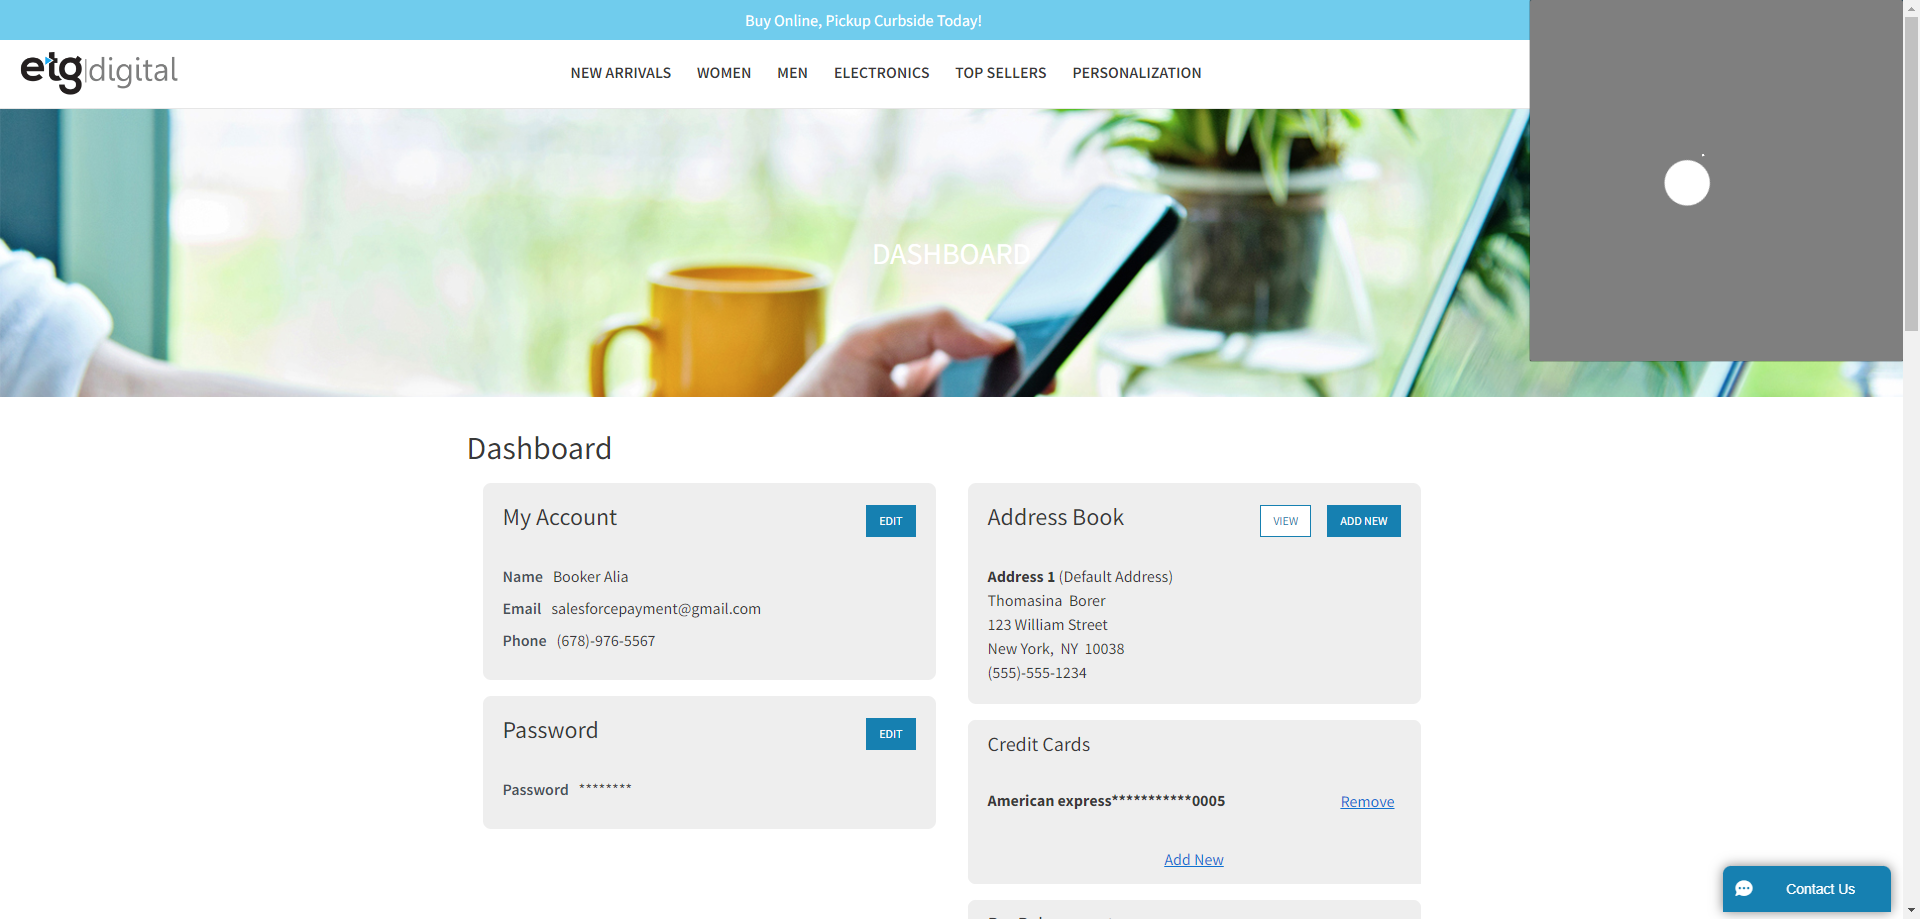 Buy Online, Pickup Curbside Today!
etg|digital
NEW ARRIVALS WOMEN MEN ELECTRONICS TOP SELLERS PERSONALIZATION
DASHBOARD
Dashboard
My Account EDIT
Name Booker Alia
Email salesforcepayment@gmail.com
Phone (678)-976-5567
Password EDIT
Password ********
Address Book VIEW ADD NEW
Address 1 (Default Address)
Thomasina Borer
123 William Street
New York, NY 10038
(555)-555-1234
Credit Cards
American express***********0005 Remove
Add New
Contact Us